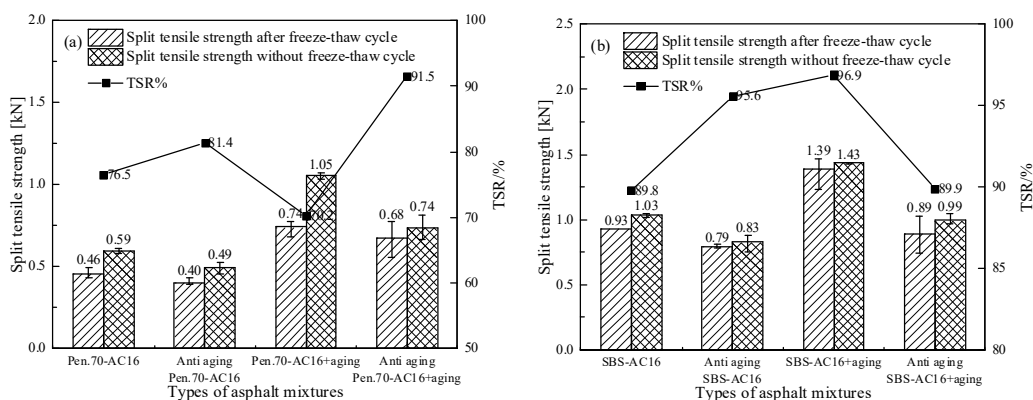 (a)
Split tensile strength after freeze-thaw cycle
Split tensile strength without freeze-thaw cycle
TSR%
Split tensile strength [kN]
2.0
1.5
1.0
0.5
0.0
100
90
80
70
60
50
TSR/%
76.5
81.4
70.2
91.5
0.46
0.59
0.40
0.49
0.74
1.05
0.68
0.74
Pen.70-AC16
Anti aging
Pen.70-AC16
Pen.70-AC16+aging
Anti aging
Pen.70-AC16+aging
Types of asphalt mixtures
(b)
Split tensile strength after freeze-thaw cycle
Split tensile strength without freeze-thaw cycle
TSR%
Split tensile strength [kN]
2.5
2.0
1.5
1.0
0.5
0.0
100
95
90
85
80
TSR/%
89.8
95.6
96.9
89.9
0.93
1.03
0.79
0.83
1.39
1.43
0.89
0.99
SBS-AC16
Anti aging
SBS-AC16
SBS-AC16+aging
Anti aging
SBS-AC16+aging
Types of asphalt mixtures